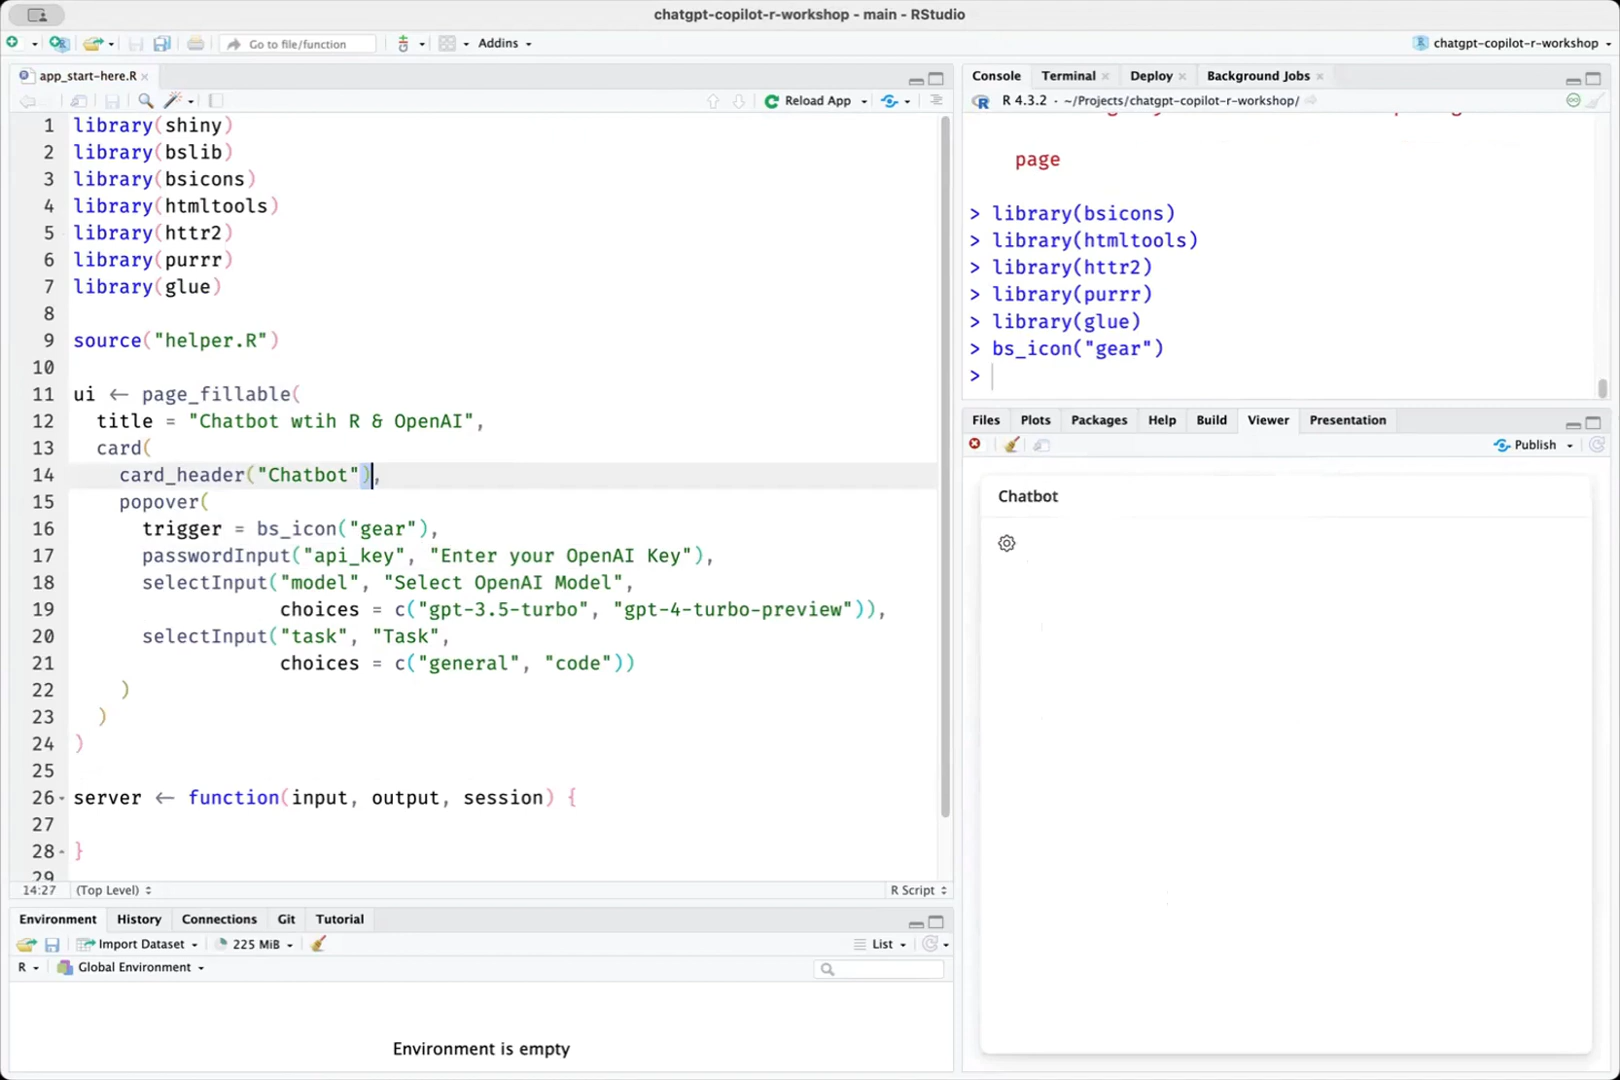 chatgpt-copilot-r-workshop - main - RStudio
Go to file/function
Addins
chatgpt-copilot-r-workshop
app_start-here.R
Reload App
1 library(shiny)
2 library(bslib)
3 library(bsicons)
4 library(htmltools)
5 library(httr2)
6 library(purrr)
7 library(glue)
8
9 source("helper.R")
10
11 ui <- page_fillable(
12 title = "Chatbot wtih R & OpenAI",
13 card(
14 card_header("Chatbot"),
15 popover(
16 trigger = bs_icon("gear"),
17 passwordInput("api_key", "Enter your OpenAI Key"),
18 selectInput("model", "Select OpenAI Model",
19 choices = c("gpt-3.5-turbo", "gpt-4-turbo-preview")),
20 selectInput("task", "Task",
21 choices = c("general", "code"))
22 )
23 )
24 )
25
26 server <- function(input, output, session) {
27
28 }
29
14:27 (Top Level) R Script
Environment History Connections Git Tutorial
Import Dataset 225 MiB List
R Global Environment
Environment is empty
Console Terminal Deploy Background Jobs
R 4.3.2 · ~/Projects/chatgpt-copilot-r-workshop/
page
> library(bsicons)
> library(htmltools)
> library(httr2)
> library(purrr)
> library(glue)
> bs_icon("gear")
>
Files Plots Packages Help Build Viewer Presentation
Publish
Chatbot